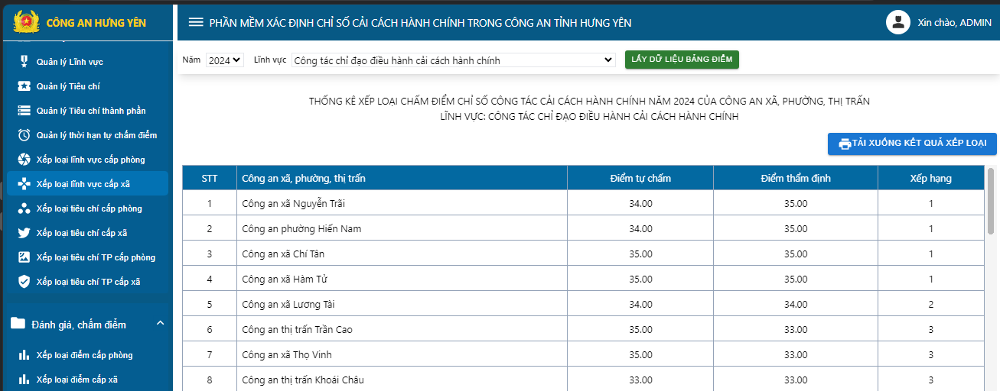 CÔNG AN HƯNG YÊN
PHẦN MỀM XÁC ĐỊNH CHỈ SỐ CẢI CÁCH HÀNH CHÍNH TRONG CÔNG AN TỈNH HƯNG YÊN
Xin chào, ADMIN
Quản lý Lĩnh vực
Quản lý Tiêu chí
Quản lý Tiêu chí thành phần
Quản lý thời hạn tự chấm điểm
Xếp loại lĩnh vực cấp phòng
Xếp loại lĩnh vực cấp xã
Xếp loại tiêu chí cấp phòng
Xếp loại tiêu chí cấp xã
Xếp loại tiêu chí TP cấp phòng
Xếp loại tiêu chí TP cấp xã
Đánh giá, chấm điểm
Xếp loại điểm cấp phòng
Xếp loại điểm cấp xã
Năm 2024 Lĩnh vực Công tác chỉ đạo điều hành cải cách hành chính LẤY DỮ LIỆU BẢNG ĐIỂM
THỐNG KÊ XẾP LOẠI CHẤM ĐIỂM CHỈ SỐ CÔNG TÁC CẢI CÁCH HÀNH CHÍNH NĂM 2024 CỦA CÔNG AN XÃ, PHƯỜNG, THỊ TRẤN
LĨNH VỰC: CÔNG TÁC CHỈ ĐẠO ĐIỀU HÀNH CẢI CÁCH HÀNH CHÍNH
TẢI XUỐNG KẾT QUẢ XẾP LOẠI
STT Công an xã, phường, thị trấn Điểm tự chấm Điểm thẩm định Xếp hạng
1 Công an xã Nguyễn Trãi 34.00 35.00 1
2 Công an phường Hiến Nam 34.00 35.00 1
3 Công an xã Chí Tân 35.00 35.00 1
4 Công an xã Hàm Tử 35.00 35.00 1
5 Công an xã Lương Tài 34.00 34.00 2
6 Công an thị trấn Trần Cao 35.00 33.00 3
7 Công an xã Thọ Vinh 35.00 33.00 3
8 Công an thị trấn Khoái Châu 33.00 33.00 3